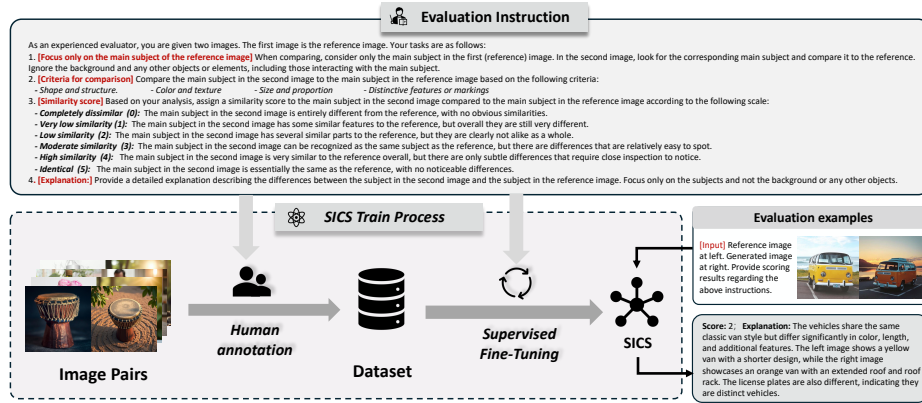 Evaluation Instruction
As an experienced evaluator, you are given two images. The first image is the reference image. Your tasks are as follows:
1. [Focus only on the main subject of the reference image] When comparing, consider only the main subject in the first (reference) image. In the second image, look for the corresponding main subject and compare it to the reference.
Ignore the background and any other objects or elements, including those interacting with the main subject.
2. [Criteria for comparison] Compare the main subject in the second image to the main subject in the reference image based on the following criteria:
- Shape and structure. - Color and texture - Size and proportion - Distinctive features or markings
3. [Similarity score] Based on your analysis, assign a similarity score to the main subject in the second image compared to the main subject in the reference image according to the following scale:
- Completely dissimilar (0): The main subject in the second image is entirely different from the reference, with no obvious similarities.
- Very low similarity (1): The main subject in the second image has some similar features to the reference, but overall they are still very different.
- Low similarity (2): The main subject in the second image has several similar parts to the reference, but they are clearly not alike as a whole.
- Moderate similarity (3): The main subject in the second image can be recognized as the same subject as the reference, but there are differences that are relatively easy to spot.
- High similarity (4): The main subject in the second image is very similar to the reference overall, but there are only subtle differences that require close inspection to notice.
- Identical (5): The main subject in the second image is essentially the same as the reference, with no noticeable differences.
4. [Explanation:] Provide a detailed explanation describing the differences between the subject in the second image and the subject in the reference image. Focus only on the subjects and not the background or any other objects.
SICS Train Process
Image Pairs
Human
annotation
Dataset
Supervised
Fine-Tuning
SICS
Evaluation examples
[Input] Reference image
at left. Generated image
at right. Provide scoring
results regarding the
above instructions.
Score: 2; Explanation: The vehicles share the same
classic van style but differ significantly in color, length,
and additional features. The left image shows a yellow
van with a shorter design, while the right image
showcases an orange van with an extended roof and roof
rack. The license plates are also different, indicating they
are distinct vehicles.